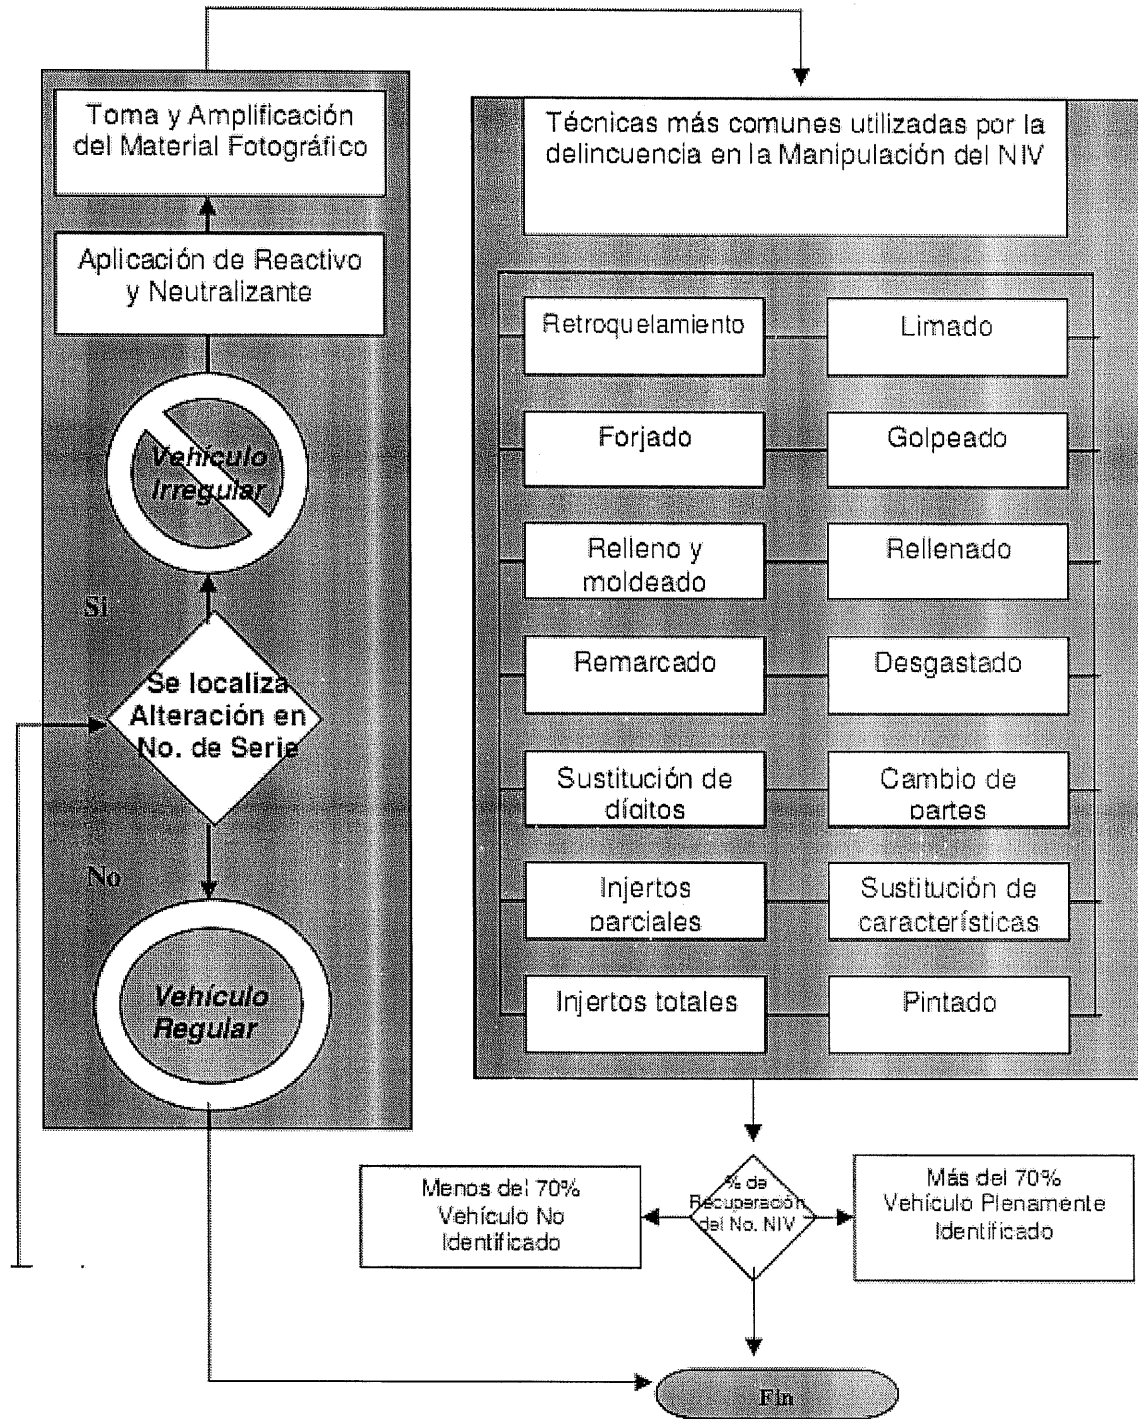 Toma y Amplificación
del Material Fotográfico
Aplicación de Reactivo
y Neutralizante
Vehículo
Irregular
Si
Se localiza
Alteración en
No. de Serie
No
Vehículo
Regular
Técnicas más comunes utilizadas por la
delincuencia en la Manipulación del NIV
Retroquelamiento
Limado
Forjado
Golpeado
Relleno y
moldeado
Rellenado
Remarcado
Desgastado
Sustitución de
dígitos
Cambio de
partes
Injertos
parciales
Sustitución de
características
Injertos totales
Pintado
Menos del 70%
Vehículo No
Identificado
% de
Recuperación
del No. NIV
Más del 70%
Vehículo Plenamente
Identificado
Fin